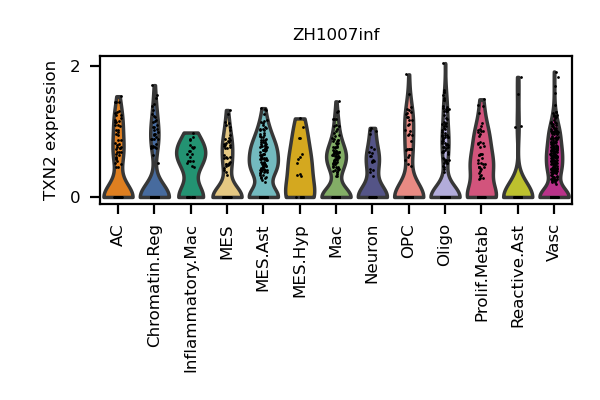 ZH1007inf
TXN2 expression
2
0
AC
Chromatin.Reg
Inflammatory.Mac
MES
MES.Ast
MES.Hyp
Mac
Neuron
OPC
Oligo
Prolif.Metab
Reactive.Ast
Vasc